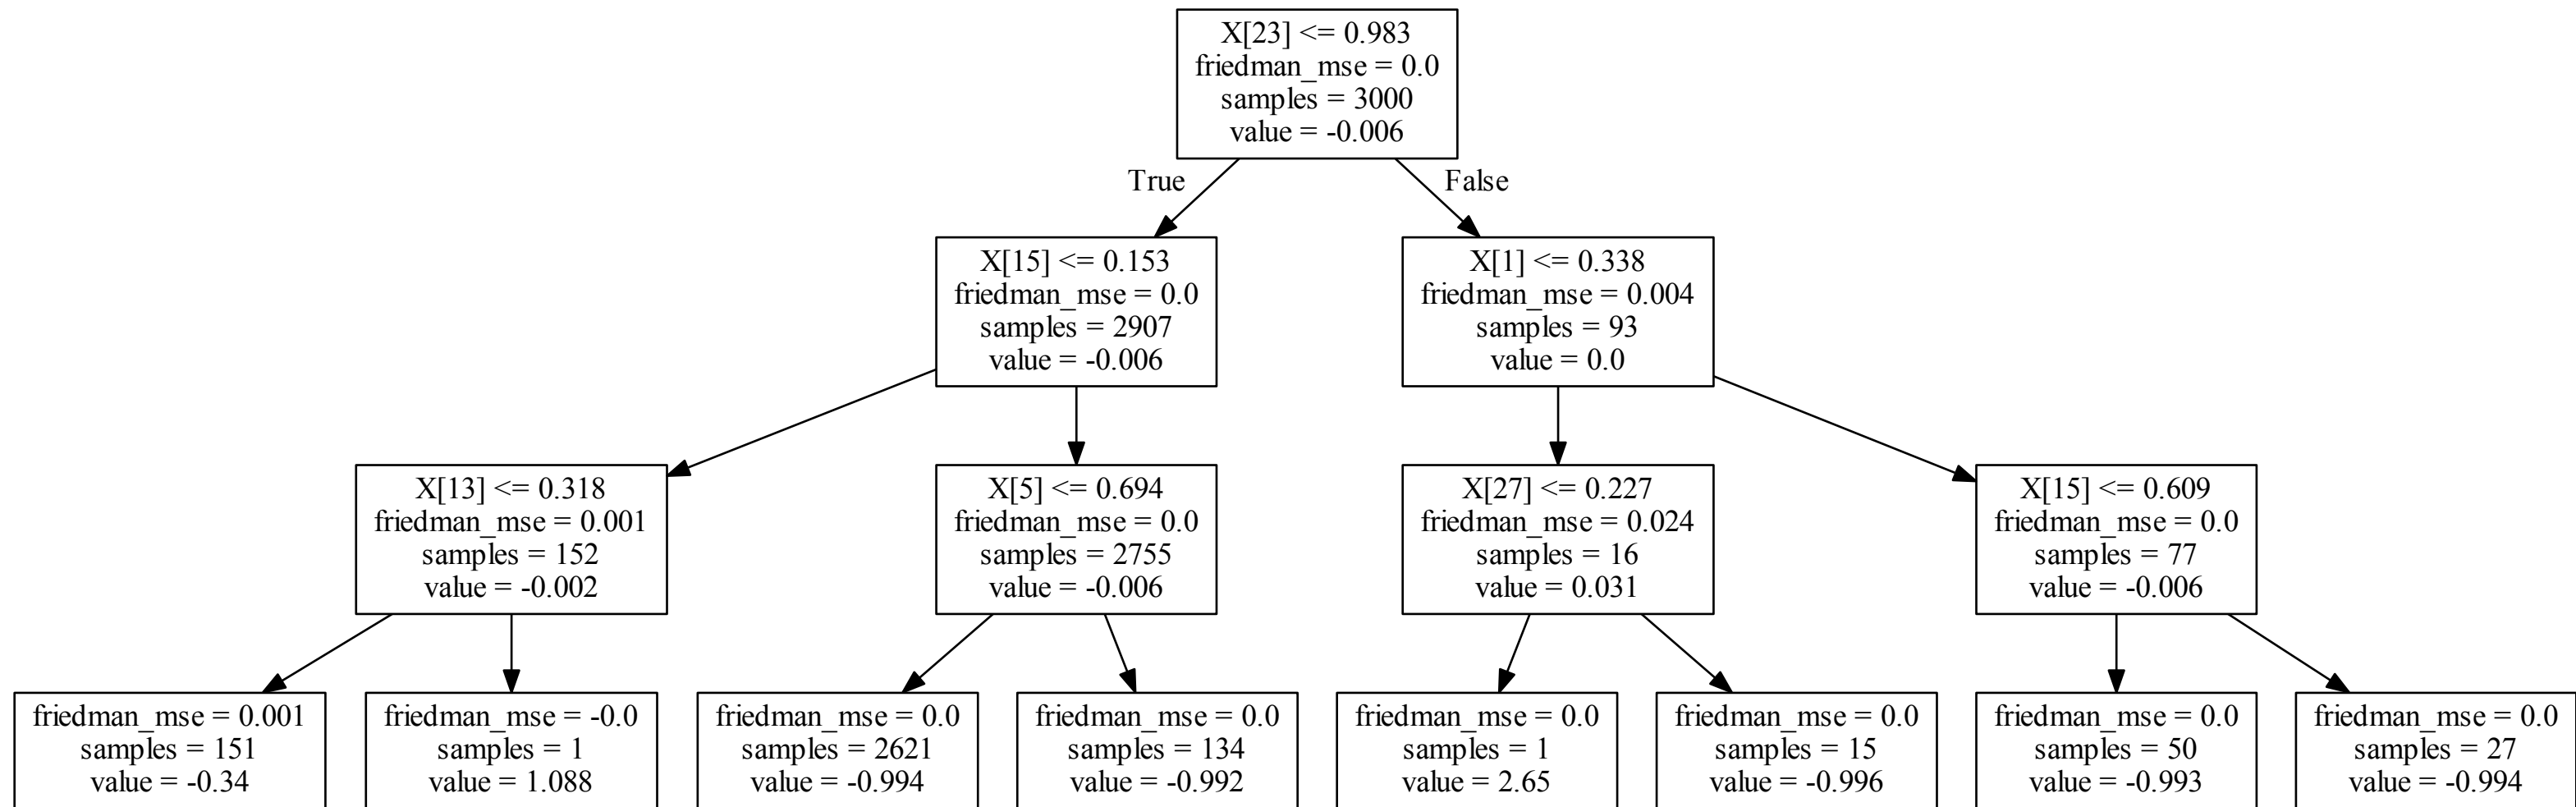 X[23] <= 0.983
friedman_mse = 0.0
samples = 3000
value = -0.006
True
False
X[15] <= 0.153
friedman_mse = 0.0
samples = 2907
value = -0.006
X[1] <= 0.338
friedman_mse = 0.004
samples = 93
value = 0.0
X[13] <= 0.318
friedman_mse = 0.001
samples = 152
value = -0.002
X[5] <= 0.694
friedman_mse = 0.0
samples = 2755
value = -0.006
X[27] <= 0.227
friedman_mse = 0.024
samples = 16
value = 0.031
X[15] <= 0.609
friedman_mse = 0.0
samples = 77
value = -0.006
friedman_mse = 0.001
samples = 151
value = -0.34
friedman_mse = -0.0
samples = 1
value = 1.088
friedman_mse = 0.0
samples = 2621
value = -0.994
friedman_mse = 0.0
samples = 134
value = -0.992
friedman_mse = 0.0
samples = 1
value = 2.65
friedman_mse = 0.0
samples = 15
value = -0.996
friedman_mse = 0.0
samples = 50
value = -0.993
friedman_mse = 0.0
samples = 27
value = -0.994